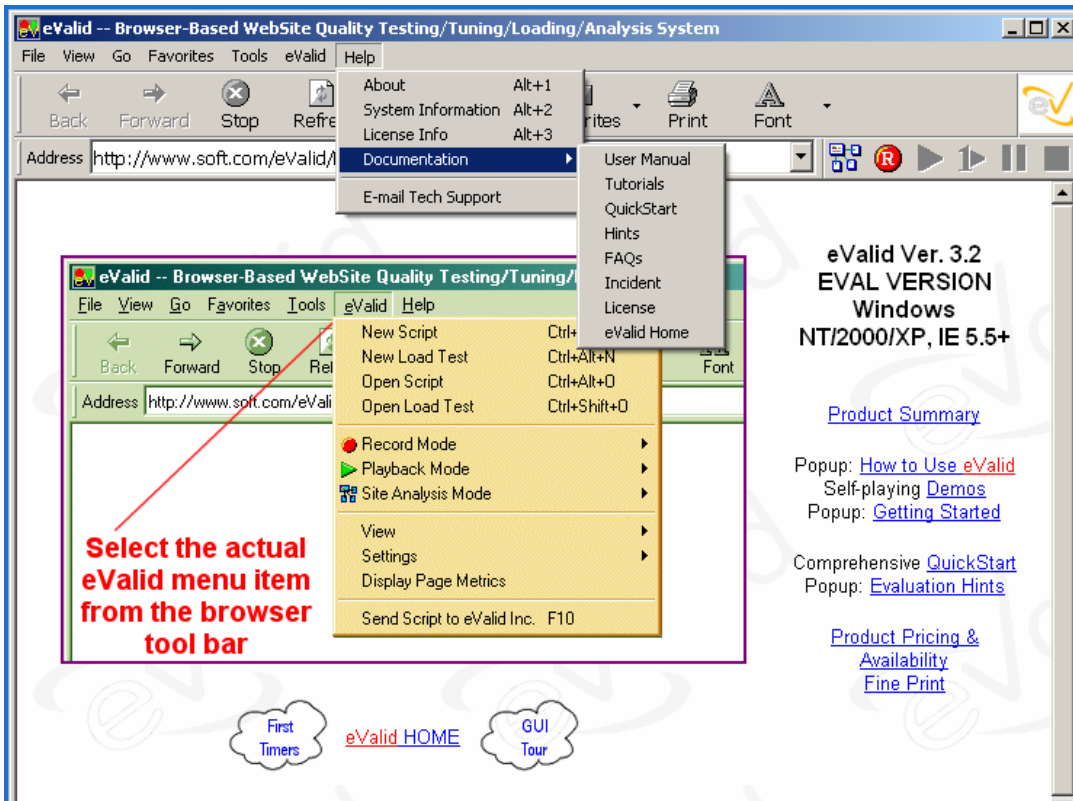 eValid -- Browser-Based WebSite Quality Testing/Tuning/Loading/Analysis System
File View Go Favorites Tools eValid Help
Back Forward Stop Print Font
About Alt+1
System Information Alt+2
License Info Alt+3
Documentation
E-mail Tech Support
Address http://www.soft.com/eValid/
User Manual
Tutorials
QuickStart
Hints
FAQs
Incident
License
eValid Home
eValid -- Browser-Based WebSite Quality Testing/Tuning/
File View Go Favorites Tools eValid Help
Back Forward Stop Font
Address http://www.soft.com/eVali
New Script
New Load Test Ctrl+Alt+N
Open Script Ctrl+Alt+O
Open Load Test Ctrl+Shift+O
Record Mode
Playback Mode
Site Analysis Mode
View
Settings
Display Page Metrics
Send Script to eValid Inc. F10
Select the actual
eValid menu item
from the browser
tool bar
eValid Ver. 3.2
EVAL VERSION
Windows
NT/2000/XP, IE 5.5+
Product Summary
Popup: How to Use eValid
Self-playing Demos
Popup: Getting Started
Comprehensive QuickStart
Popup: Evaluation Hints
Product Pricing &
Availability
Fine Print
First
Timers
eValid HOME
GUI
Tour